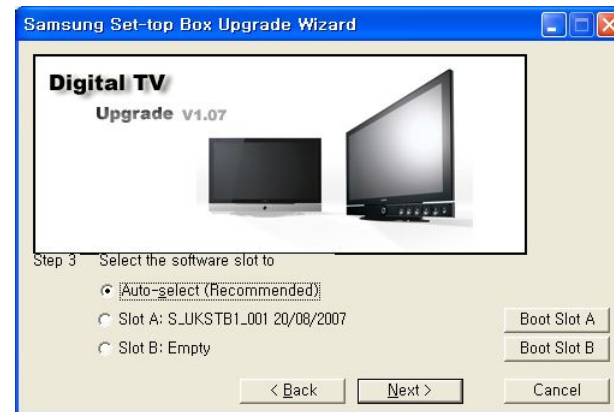 Samsung Set-top Box Upgrade Wizard
Digital TV
Upgrade V1.07
Step 3 Select the software slot to
Auto-select (Recommended)
Slot A: S_UKSTB1_001 20/08/2007
Boot Slot A
Slot B: Empty
Boot Slot B
< Back Next > Cancel